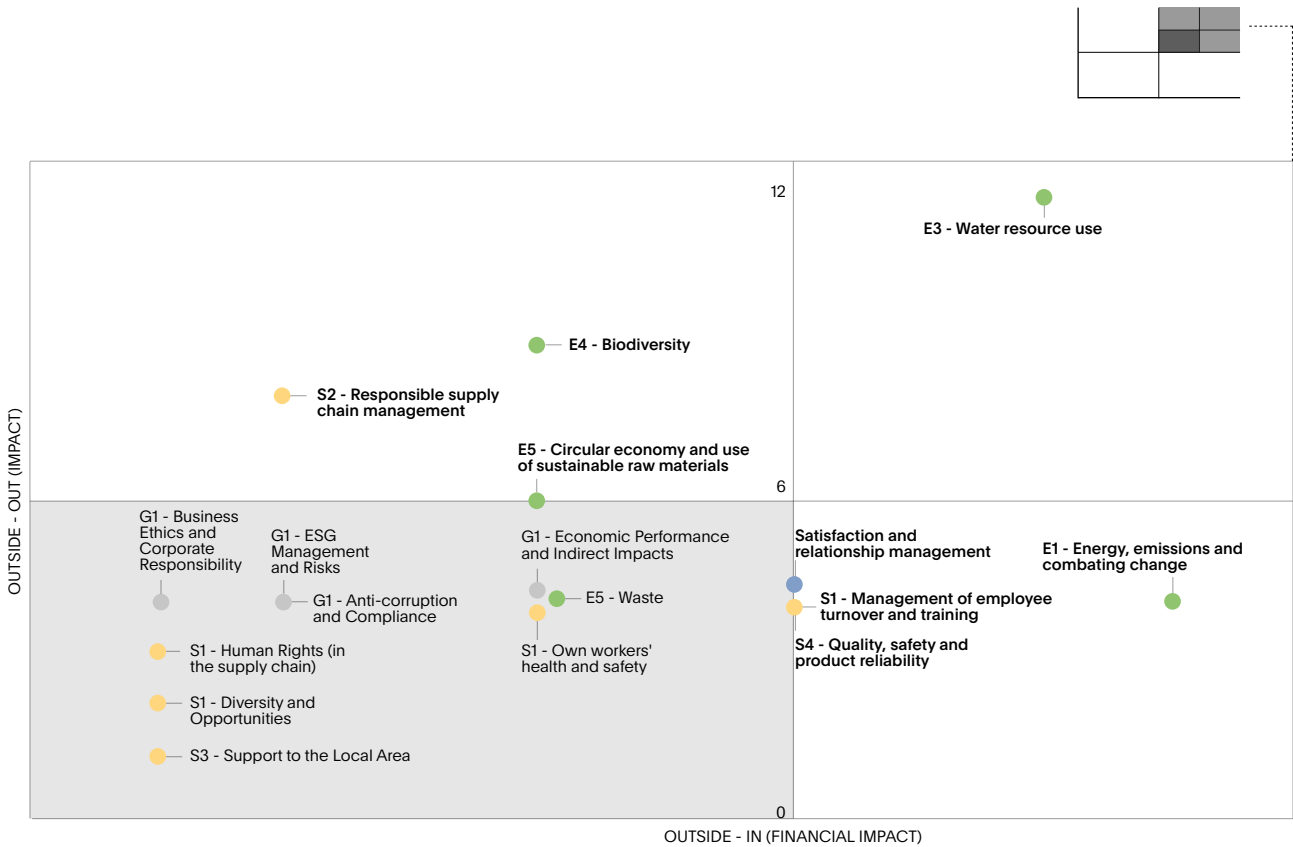 12
E3 - Water resource use
E4 - Biodiversity
S2 - Responsible supply
chain management
E5 - Circular economy and use
of sustainable raw materials
6
OUTSIDE - OUT (IMPACT)
G1 - Business
Ethics and
Corporate
Responsibility
G1 - ESG
Management
and Risks
G1 - Economic Performance
and Indirect Impacts
Satisfaction and
relationship management
E1 - Energy, emissions and
combating change
G1 - Anti-corruption
and Compliance
E5 - Waste
S1 - Management of employee
turnover and training
S1 - Human Rights (in
the supply chain)
S1 - Own workers'
health and safety
S4 - Quality, safety and
product reliability
S1 - Diversity and
Opportunities
S3 - Support to the Local Area
0
OUTSIDE - IN (FINANCIAL IMPACT)